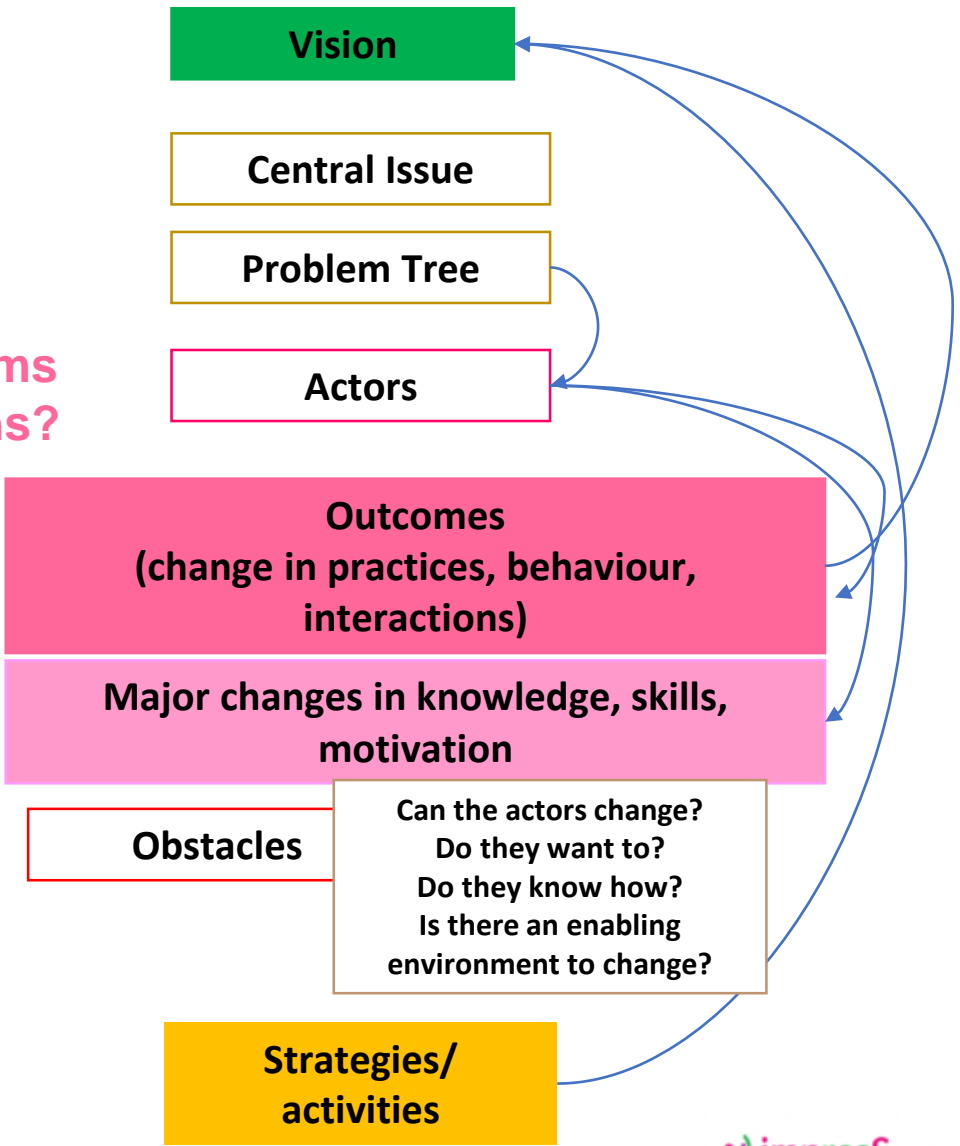 Vision
Central Issue
Problem Tree
Actors
Outcomes
(change in practices, behaviour,
interactions)
Major changes in knowledge, skills,
motivation
Obstacles
Can the actors change?
Do they want to?
Do they know how?
Is there an enabling
environment to change?
Strategies/
activities